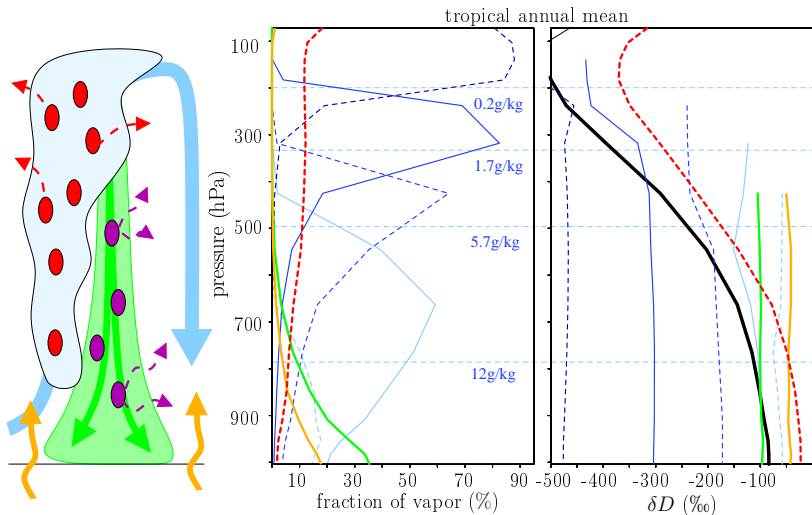 tropical annual mean
100
300
500
700
900
pressure (hPa)
0.2g/kg
1.7g/kg
5.7g/kg
12g/kg
10 30 50 70 90
-500 -400 -300 -200 -100
fraction of vapor (%)
δD (‰)